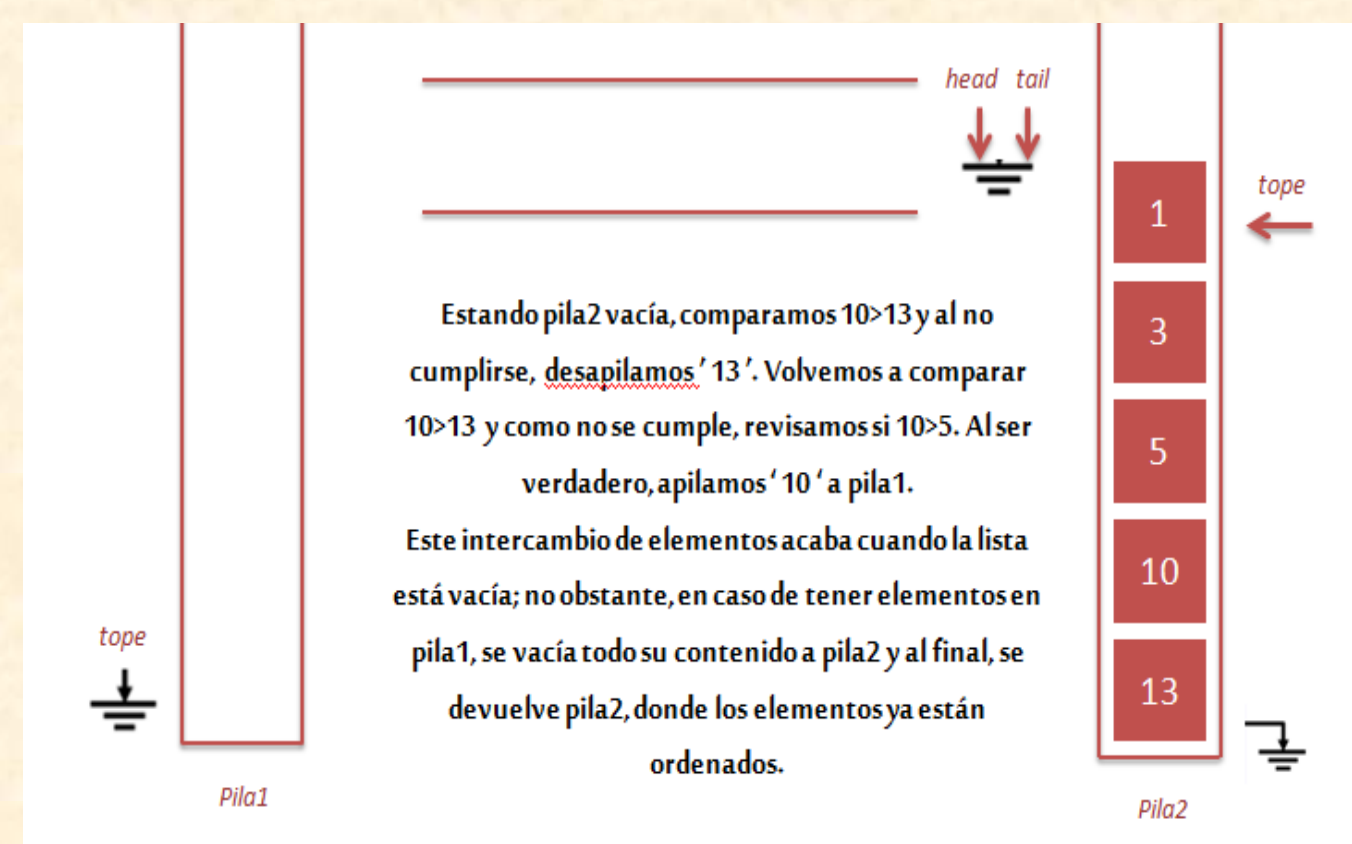 head tail
tope
1
3
5
10
13
Estando pila2 vacía, comparamos 10>13 y al no
cumplirse, desapilamos ′ 13 ′. Volvemos a comparar
10>13 y como no se cumple, revisamos si 10>5. Al ser
verdadero, apilamos ‘ 10 ‘ a pila1.
Este intercambio de elementos acaba cuando la lista
está vacía; no obstante, en caso de tener elementos en
pila1, se vacía todo su contenido a pila2 y al final, se
devuelve pila2, donde los elementos ya están
ordenados.
tope
Pila1
Pila2